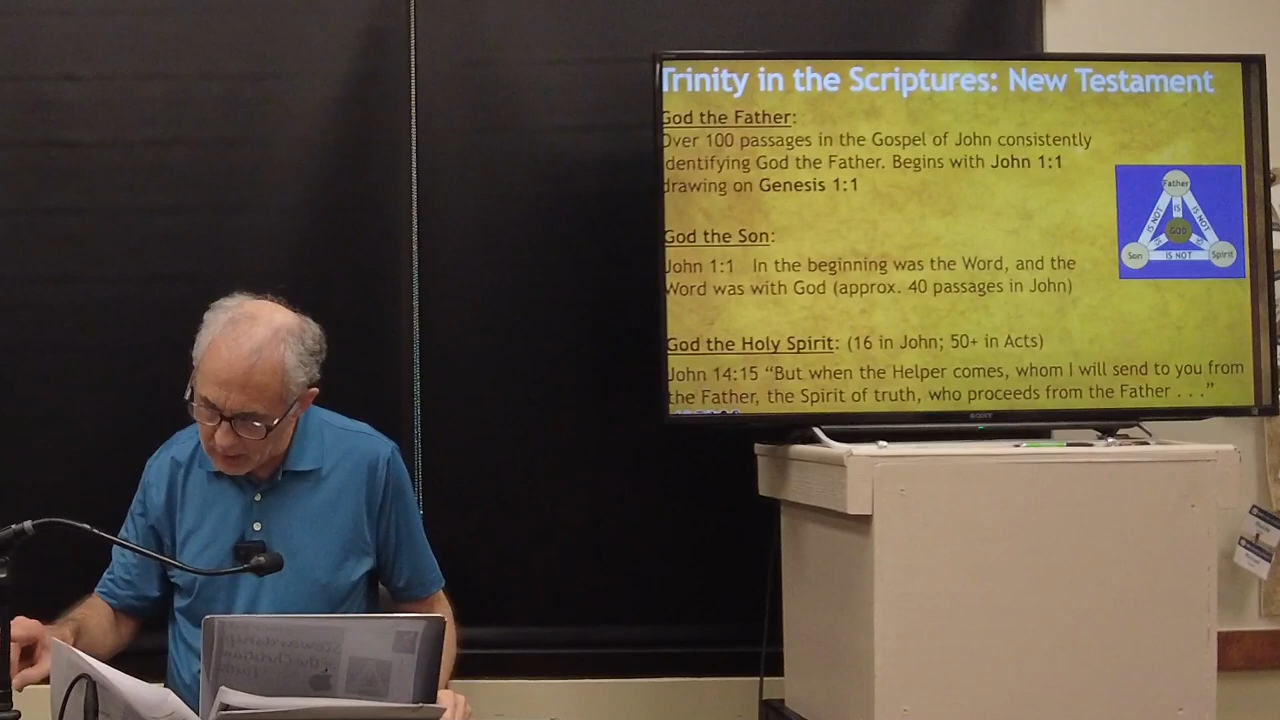 Trinity in the Scriptures: New Testament
God the Father:
Over 100 passages in the Gospel of John consistently
identifying God the Father. Begins with John 1:1
drawing on Genesis 1:1
God the Son:
John 1:1 In the beginning was the Word, and the
Word was with God (approx. 40 passages in John)
God the Holy Spirit: (16 in John; 50+ in Acts)
John 14:15 “But when the Helper comes, whom I will send to you from
the Father, the Spirit of truth, who proceeds from the Father . . .”
Father
IS NOT
IS
IS NOT
GOD
IS
IS
Son
IS NOT
Spirit
SONY
Stewardship
of the Christian
Faith